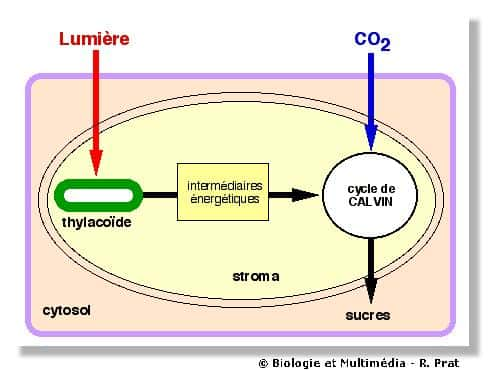 Lumière
CO2
intermédiaires
énergétiques
cycle de
CALVIN
thylacoïde
stroma
cytosol
sucres
© Biologie et Multimédia - R. Prat